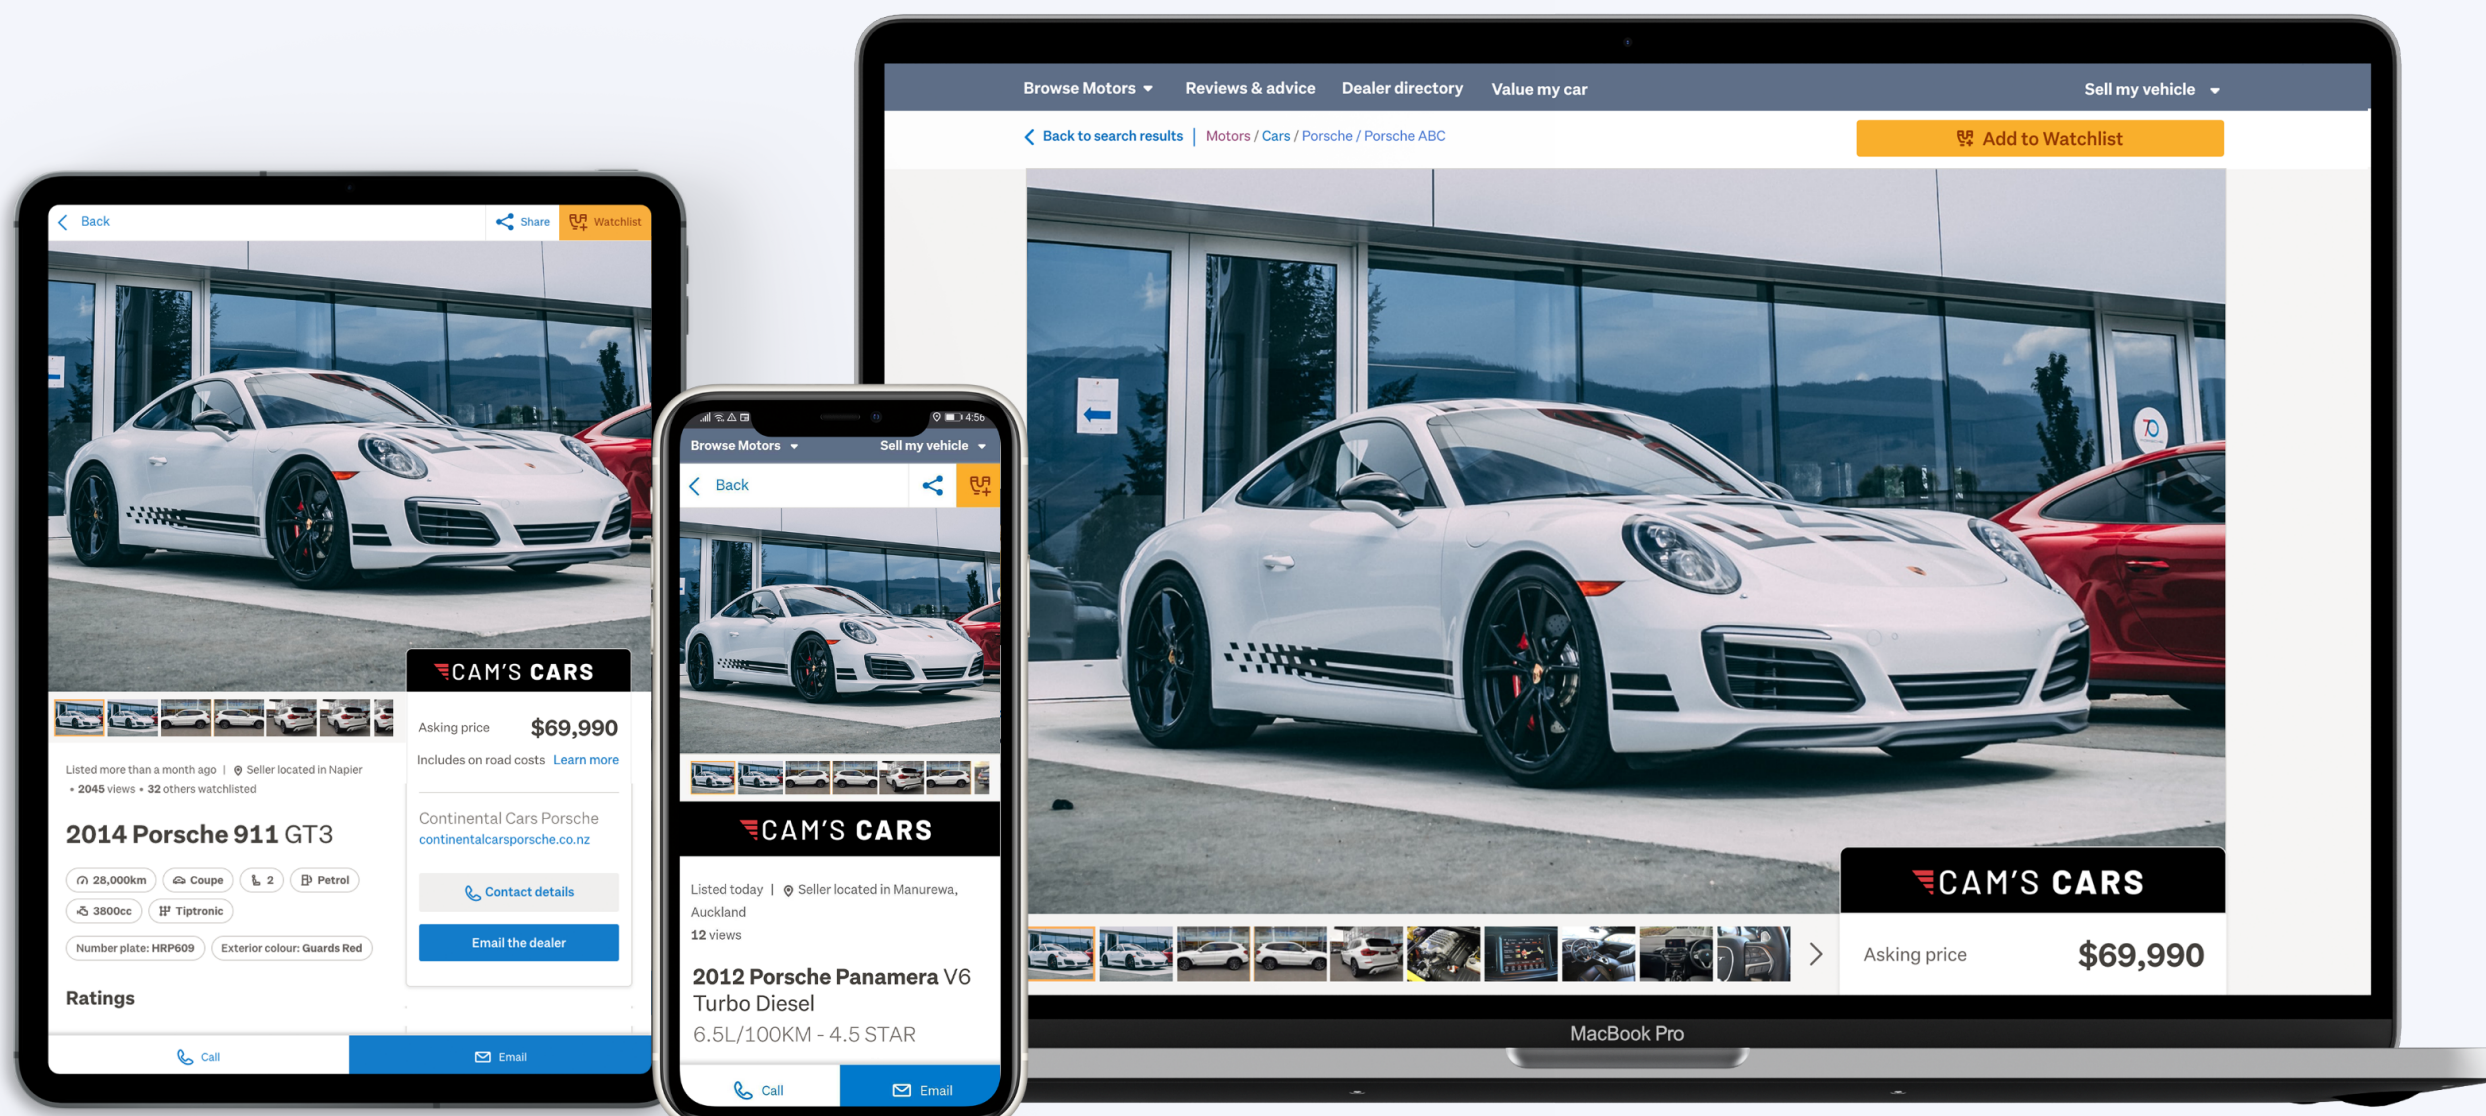 Back
Share
Watchlist
CAM'S CARS
Asking price $69,990
Includes on road costs Learn more
Continental Cars Porsche
continentalcarsporsche.co.nz
Contact details
Email the dealer
Listed more than a month ago | Seller located in Napier
• 2045 views • 32 others watchlisted
2014 Porsche 911 GT3
28,000km Coupe 2 Petrol
3800cc Tiptronic
Number plate: HRP609 Exterior colour: Guards Red
Ratings
Call
Email
4:56
Browse Motors Sell my vehicle
Back
CAM'S CARS
Listed today | Seller located in Manurewa,
Auckland
12 views
2012 Porsche Panamera V6
Turbo Diesel
6.5L/100KM - 4.5 STAR
Call
Email
Browse Motors Reviews & advice Dealer directory Value my car Sell my vehicle
Back to search results | Motors / Cars / Porsche / Porsche ABC
Add to Watchlist
70
CAM'S CARS
Asking price $69,990
MacBook Pro